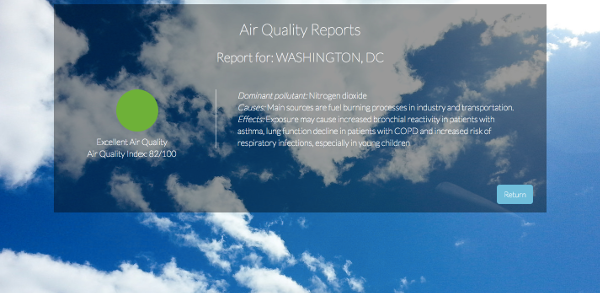 Air Quality Reports
Report for: WASHINGTON, DC
Excellent Air Quality
Air Quality Index: 82/100
Dominant pollutant: Nitrogen dioxide
Causes: Main sources are fuel burning processes in industry and transportation.
Effects: Exposure may cause increased bronchial reactivity in patients with
asthma, lung function decline in patients with COPD and increased risk of
respiratory infections, especially in young children
Return